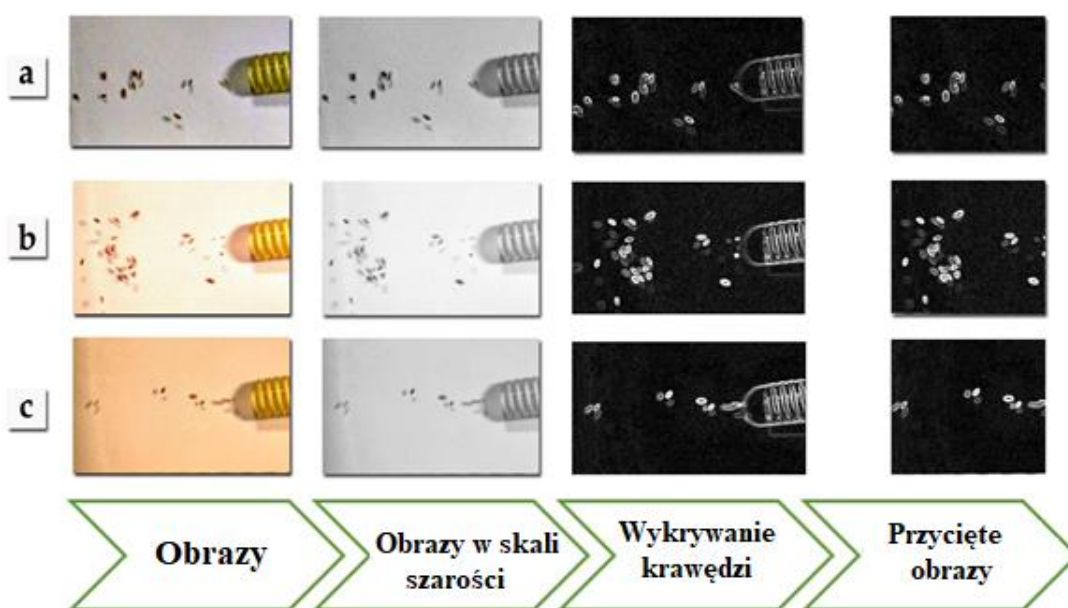 a
b
c
Obrazy
Obrazy w skali
szarości
Wykrywanie
krawędzi
Przycięte
obrazy